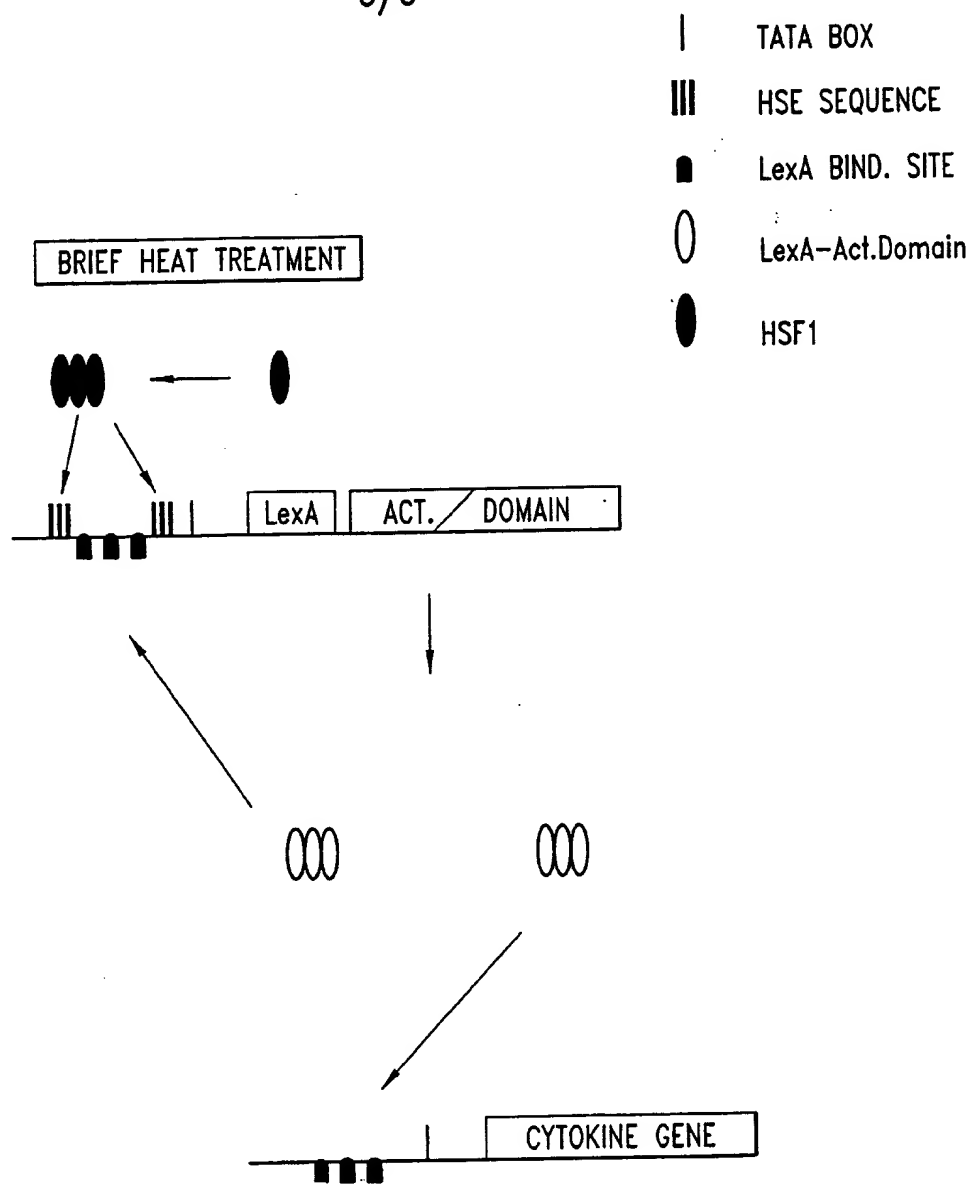 TATA BOX
HSE SEQUENCE
LexA BIND. SITE
LexA-Act.Domain
HSF1
BRIEF HEAT TREATMENT
LexA
ACT. / DOMAIN
CYTOKINE GENE